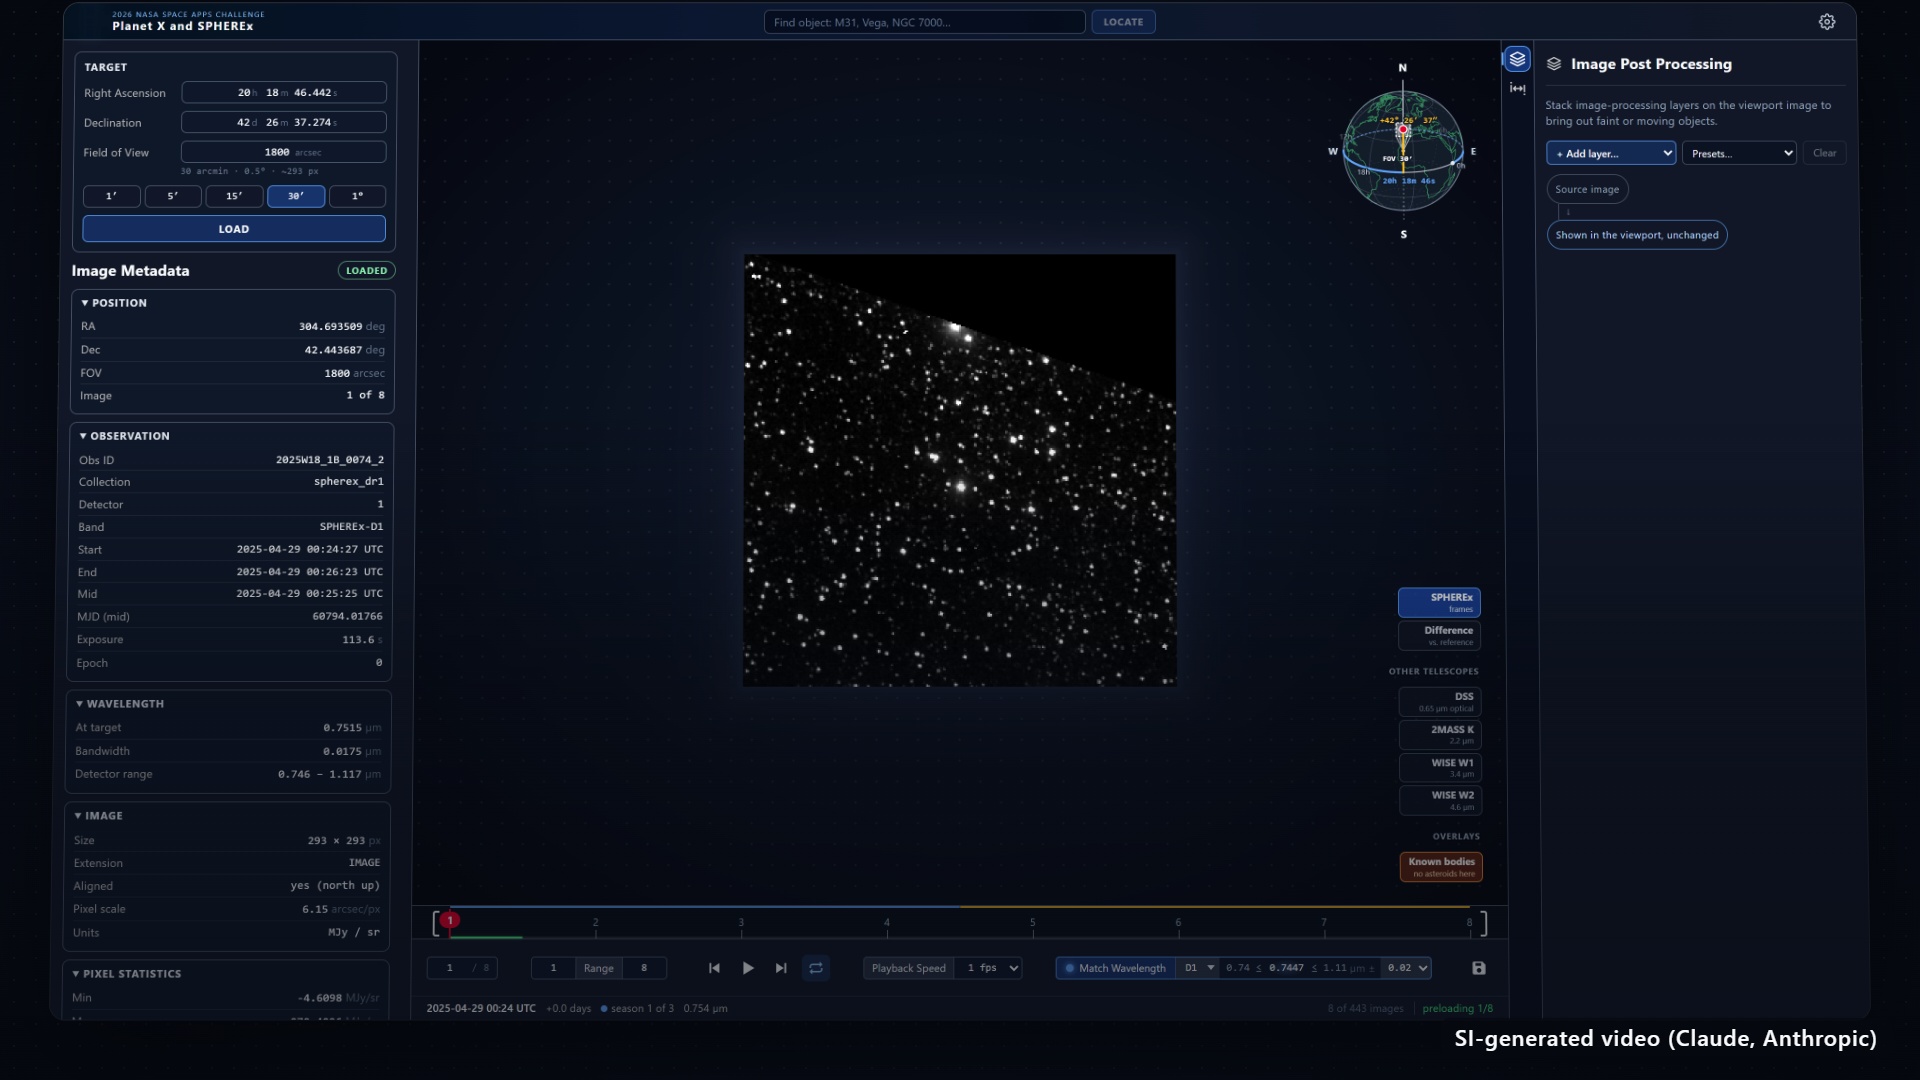 2026 NASA SPACE APPS CHALLENGE
Planet X and SPHEREx
Find object: M31, Vega, NGC 7000...
LOCATE
TARGET
Right Ascension 20h 18m 46.442s
Declination 42d 26m 37.274s
Field of View 1800 arcsec
30 arcmin · 0.5° · ~293 px
1′ 5′ 15′ 30′ 1°
LOAD
Image Metadata LOADED
▼ POSITION
RA 304.693509 deg
Dec 42.443687 deg
FOV 1800 arcsec
Image 1 of 8
▼ OBSERVATION
Obs ID 2025W18_1B_0074_2
Collection spherex_dr1
Detector 1
Band SPHEREx-D1
Start 2025-04-29 00:24:27 UTC
End 2025-04-29 00:26:23 UTC
Mid 2025-04-29 00:25:25 UTC
MJD (mid) 60794.01766
Exposure 113.6 s
Epoch 0
▼ WAVELENGTH
At target 0.7515 µm
Bandwidth 0.0175 µm
Detector range 0.746 – 1.117 µm
▼ IMAGE
Size 293 × 293 px
Extension IMAGE
Aligned yes (north up)
Pixel scale 6.15 arcsec/px
Units MJy / sr
▼ PIXEL STATISTICS
Min -4.6098 MJy/sr
N
+42° 26′ 37″
W E
FOV 30′
18h 0h
20h 18m 46s
S
SPHEREx
frames
Difference
vs. reference
OTHER TELESCOPES
DSS
0.65 µm optical
2MASS K
2.2 µm
WISE W1
3.4 µm
WISE W2
4.6 µm
OVERLAYS
Known bodies
no asteroids here
[ 1 2 3 4 5 6 7 8 ]
1 / 8
1 Range 8
Playback Speed 1 fps
Match Wavelength D1 ▼ 0.74 ≤ 0.7447 ≤ 1.11 µm ± 0.02
2025-04-29 00:24 UTC +0.0 days season 1 of 3 0.754 µm
8 of 443 images preloading 1/8
Image Post Processing
Stack image-processing layers on the viewport image to
bring out faint or moving objects.
+ Add layer... Presets... Clear
Source image
↓
Shown in the viewport, unchanged
SI-generated video (Claude, Anthropic)